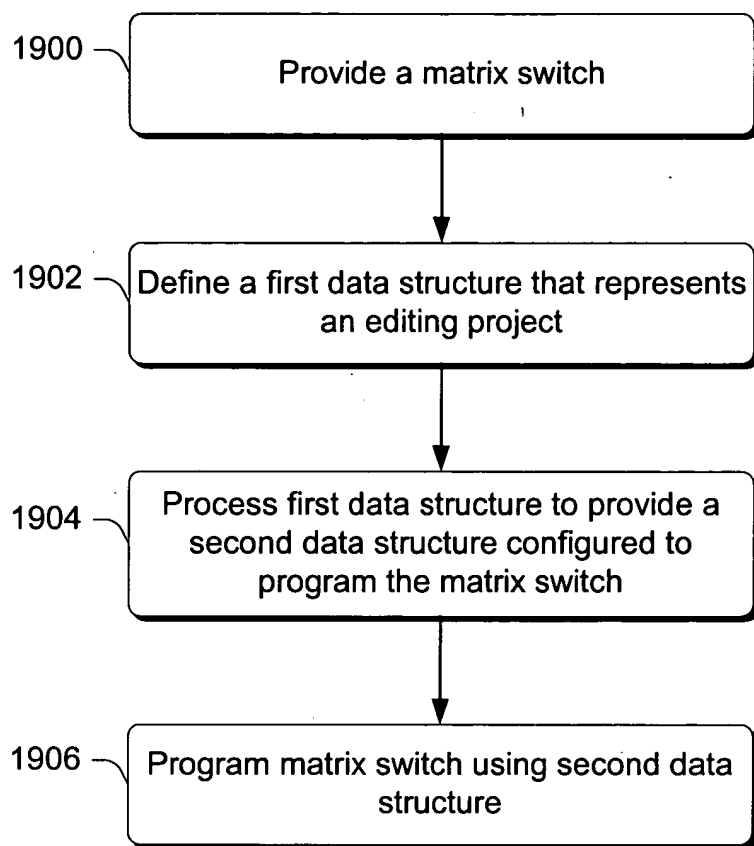 1900
Provide a matrix switch
1902
Define a first data structure that represents
an editing project
1904
Process first data structure to provide a
second data structure configured to
program the matrix switch
1906
Program matrix switch using second data
structure